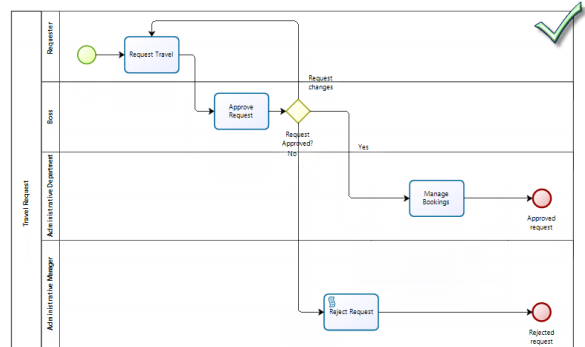 Travel Request
Requester
Request Travel
Request
changes
Boss
Approve
Request
Request
Approved?
No
Yes
Administrative Department
Manage
Bookings
Approved
request
Administrative Manager
Reject Request
Rejected
request